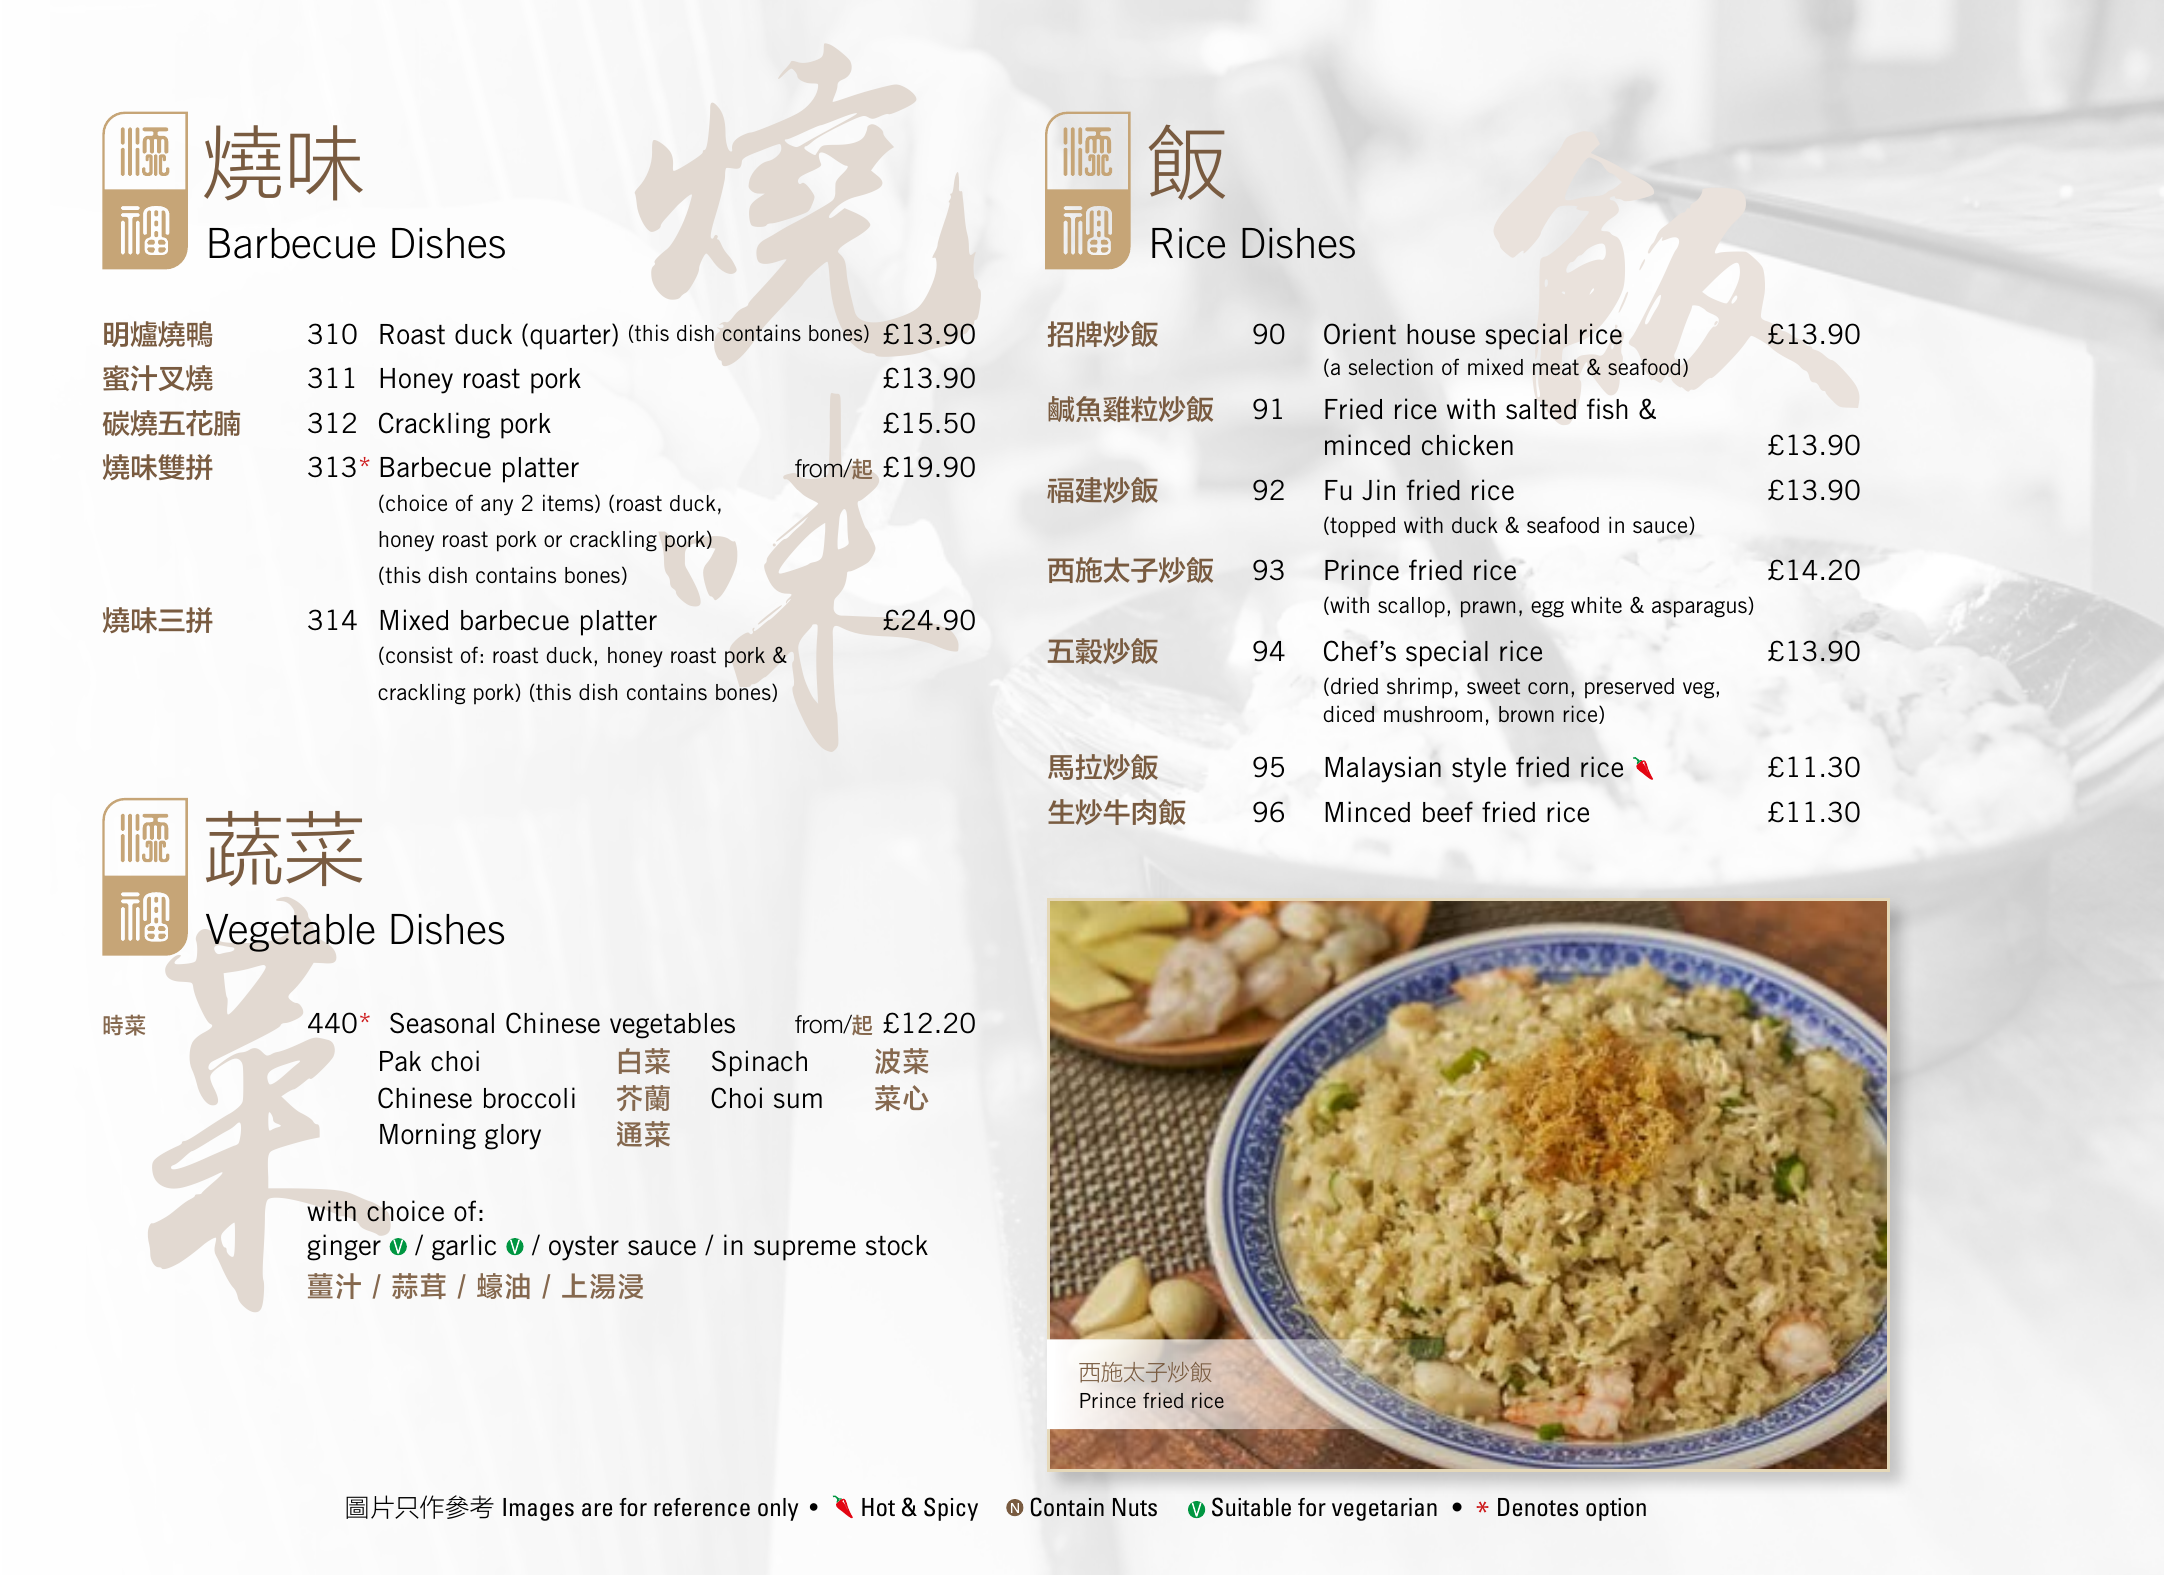 燒味
Barbecue Dishes
明爐燒鴨 310 Roast duck (quarter) (this dish contains bones) £13.90
蜜汁叉燒 311 Honey roast pork £13.90
碳燒五花腩 312 Crackling pork £15.50
燒味雙拼 313* Barbecue platter from/起 £19.90
(choice of any 2 items) (roast duck,
honey roast pork or crackling pork)
(this dish contains bones)
燒味三拼 314 Mixed barbecue platter £24.90
(consist of: roast duck, honey roast pork &
crackling pork) (this dish contains bones)
燒味
蔬菜
Vegetable Dishes
時菜 440* Seasonal Chinese vegetables from/起 £12.20
Pak choi 白菜 Spinach 波菜
Chinese broccoli 芥蘭 Choi sum 菜心
Morning glory 通菜
with choice of:
ginger V / garlic V / oyster sauce / in supreme stock
薑汁 / 蒜茸 / 蠔油 / 上湯浸
菜
飯
Rice Dishes
招牌炒飯 90 Orient house special rice £13.90
(a selection of mixed meat & seafood)
鹹魚雞粒炒飯 91 Fried rice with salted fish &
minced chicken £13.90
福建炒飯 92 Fu Jin fried rice £13.90
(topped with duck & seafood in sauce)
西施太子炒飯 93 Prince fried rice £14.20
(with scallop, prawn, egg white & asparagus)
五穀炒飯 94 Chef’s special rice £13.90
(dried shrimp, sweet corn, preserved veg,
diced mushroom, brown rice)
馬拉炒飯 95 Malaysian style fried rice £11.30
生炒牛肉飯 96 Minced beef fried rice £11.30
飯
西施太子炒飯
Prince fried rice
圖片只作參考 Images are for reference only • Hot & Spicy N Contain Nuts V Suitable for vegetarian • * Denotes option